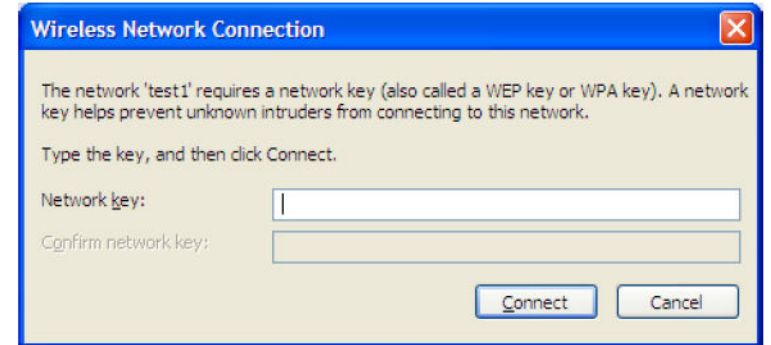 Wireless Network Connection
The network 'test1' requires a network key (also called a WEP key or WPA key). A network
key helps prevent unknown intruders from connecting to this network.
Type the key, and then click Connect.
Network key:
Confirm network key:
Connect Cancel